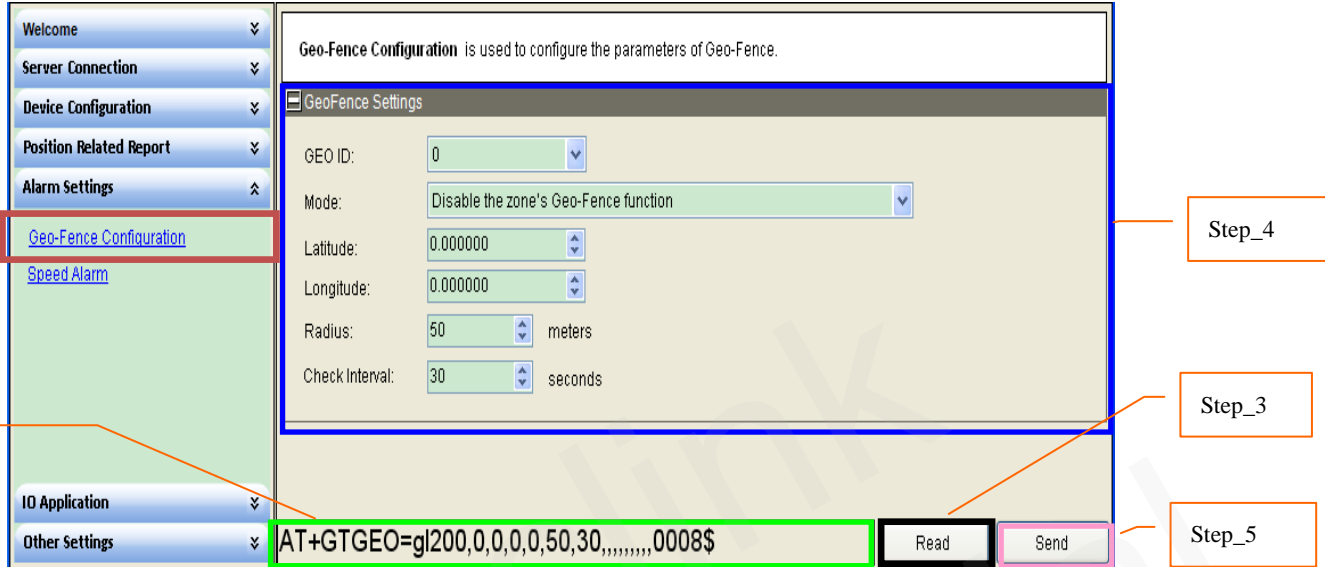 Welcome
Server Connection
Device Configuration
Position Related Report
Alarm Settings
Geo-Fence Configuration
Speed Alarm
IO Application
Other Settings
Geo-Fence Configuration is used to configure the parameters of Geo-Fence.
GeoFence Settings
GEO ID: 0
Mode: Disable the zone's Geo-Fence function
Latitude: 0.000000
Longitude: 0.000000
Radius: 50 meters
Check Interval: 30 seconds
AT+GTGEO=gl200,0,0,0,0,50,30,,,,,,,,,0008$
Read
Send
Step_4
Step_3
Step_5
link